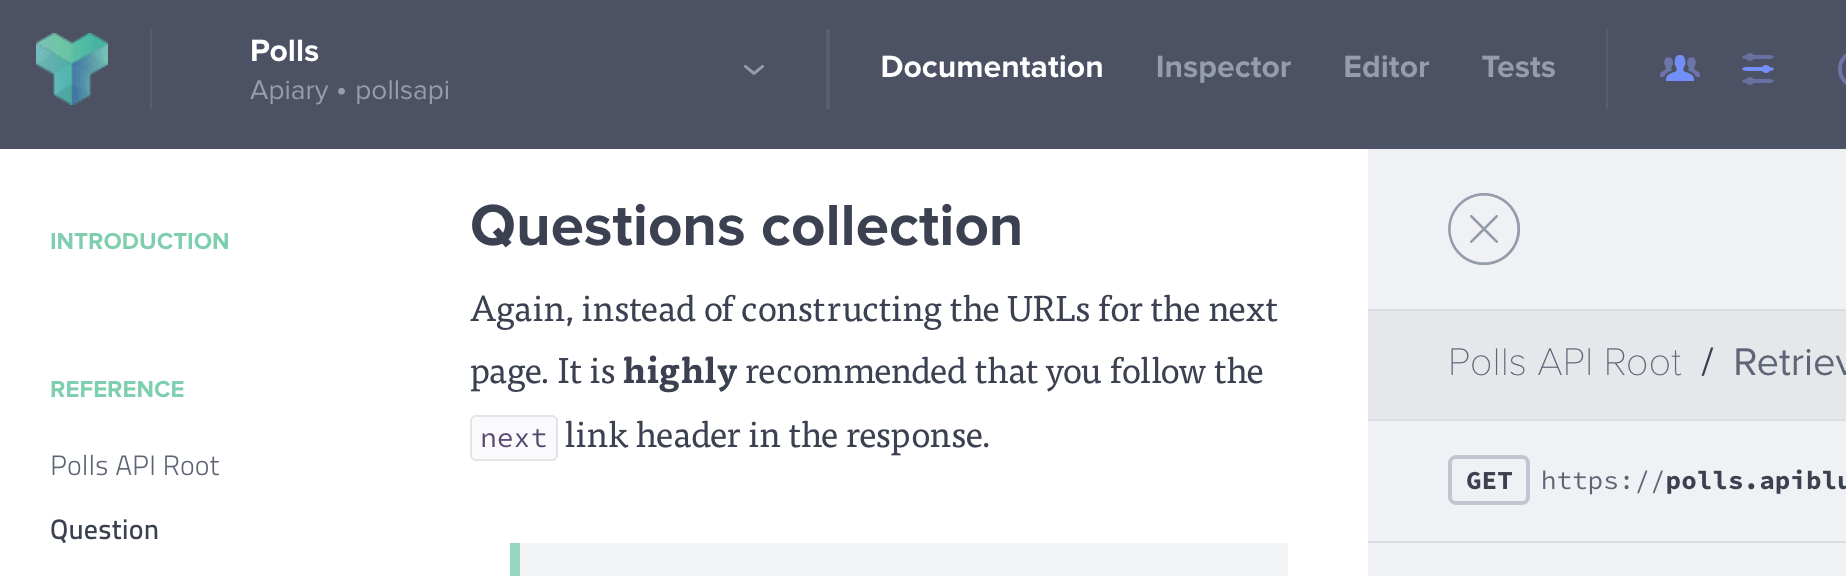 Polls
Apiary • pollsapi
Documentation Inspector Editor Tests
INTRODUCTION
REFERENCE
Polls API Root
Question
Questions collection
Again, instead of constructing the URLs for the next
page. It is highly recommended that you follow the
next link header in the response.
Polls API Root / Retriev
GET https://polls.apiblu